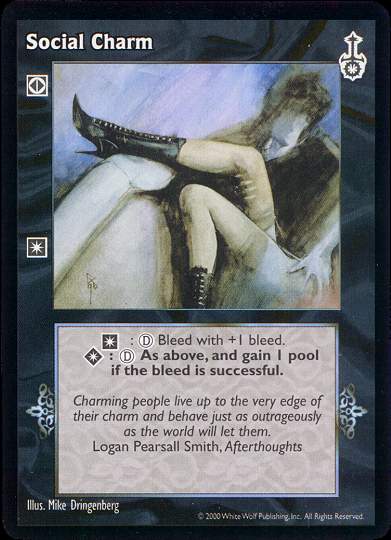 Social Charm
: D Bleed with +1 bleed.
: D As above, and gain 1 pool
if the bleed is successful.
Charming people live up to the very edge of
their charm and behave just as outrageously
as the world will let them.
Logan Pearsall Smith, Afterthoughts
Illus. Mike Dringenberg
© 2000 White Wolf Publishing, Inc. All Rights Reserved.